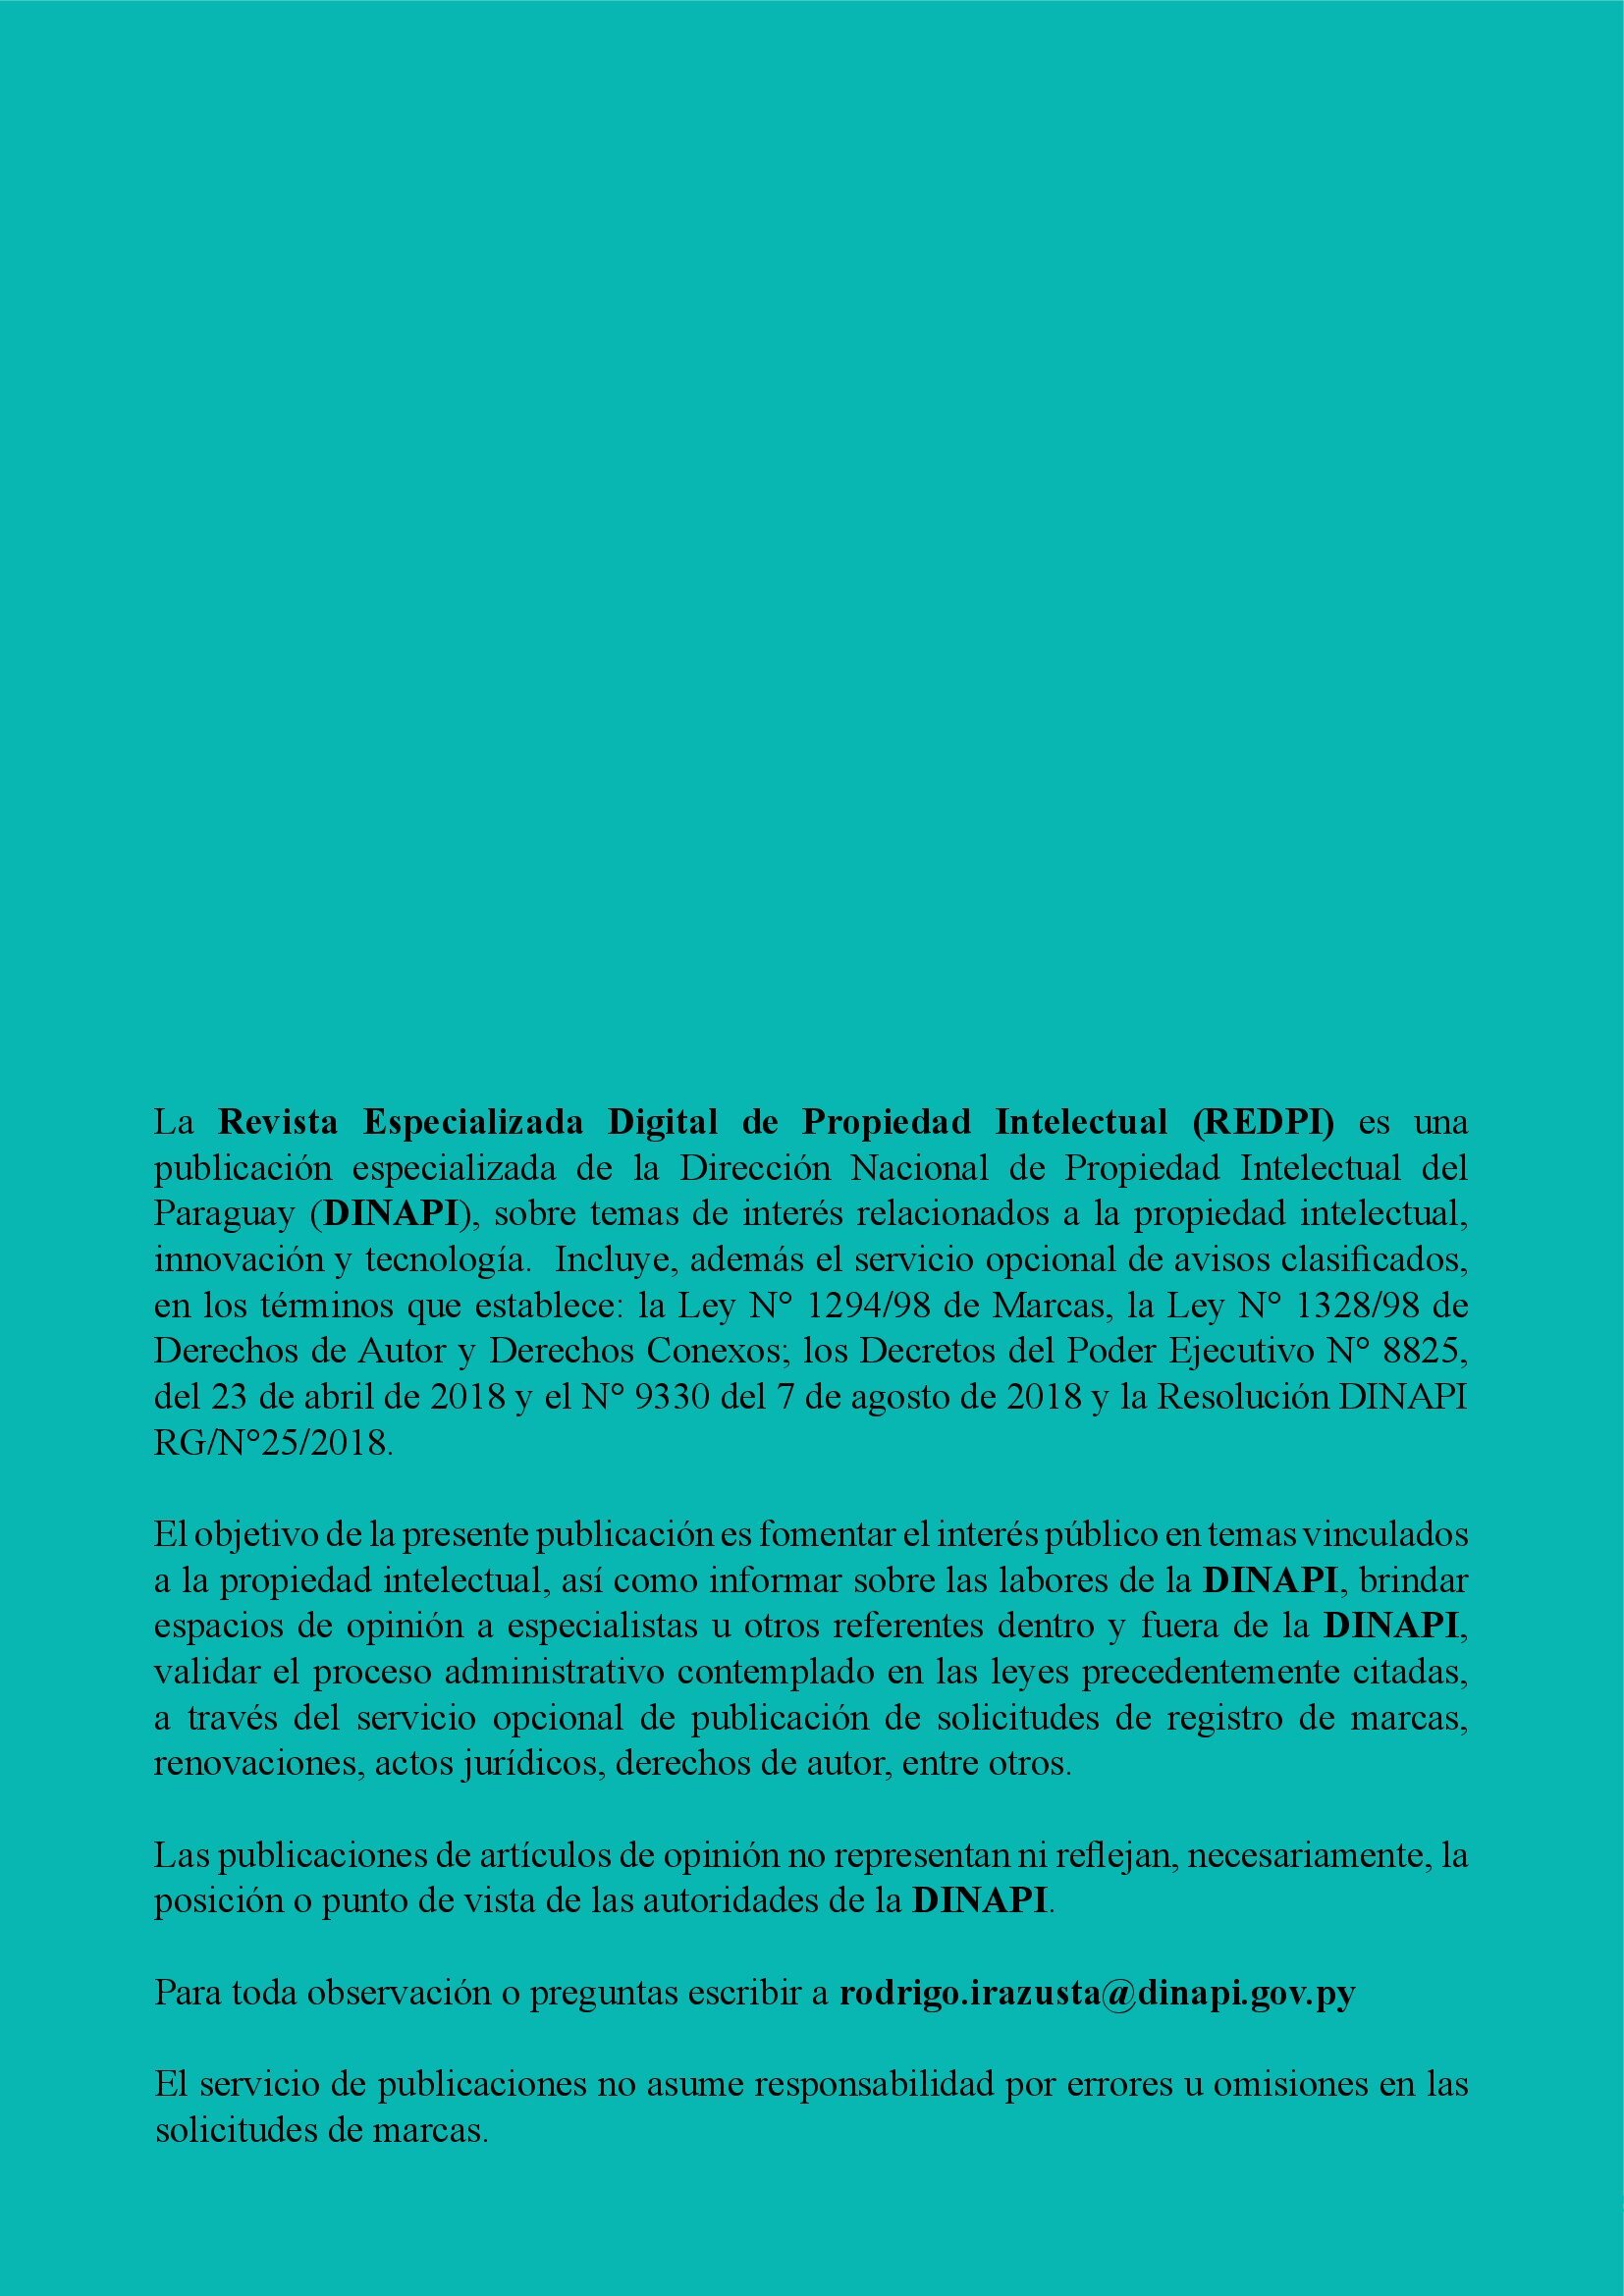 La Revista Especializada Digital de Propiedad Intelectual (REDPI) es una
publicación especializada de la Dirección Nacional de Propiedad Intelectual del
Paraguay (DINAPI), sobre temas de interés relacionados a la propiedad intelectual,
innovación y tecnología.  Incluye, además el servicio opcional de avisos clasificados,
en los términos que establece: la Ley N° 1294/98 de Marcas, la Ley N° 1328/98 de
Derechos de Autor y Derechos Conexos; los Decretos del Poder Ejecutivo N° 8825,
del 23 de abril de 2018 y el N° 9330 del 7 de agosto de 2018 y la Resolución DINAPI
RG/N°25/2018.
El objetivo de la presente publicación es fomentar el interés público en temas vinculados
a la propiedad intelectual, así como informar sobre las labores de la DINAPI, brindar
espacios de opinión a especialistas u otros referentes dentro y fuera de la DINAPI,
validar el proceso administrativo contemplado en las leyes precedentemente citadas,
a través del servicio opcional de publicación de solicitudes de registro de marcas,
renovaciones, actos jurídicos, derechos de autor, entre otros.
Las publicaciones de artículos de opinión no representan ni reflejan, necesariamente, la
posición o punto de vista de las autoridades de la DINAPI.
Para toda observación o preguntas escribir a rodrigo.irazusta@dinapi.gov.py
El servicio de publicaciones no asume responsabilidad por errores u omisiones en las
solicitudes de marcas.